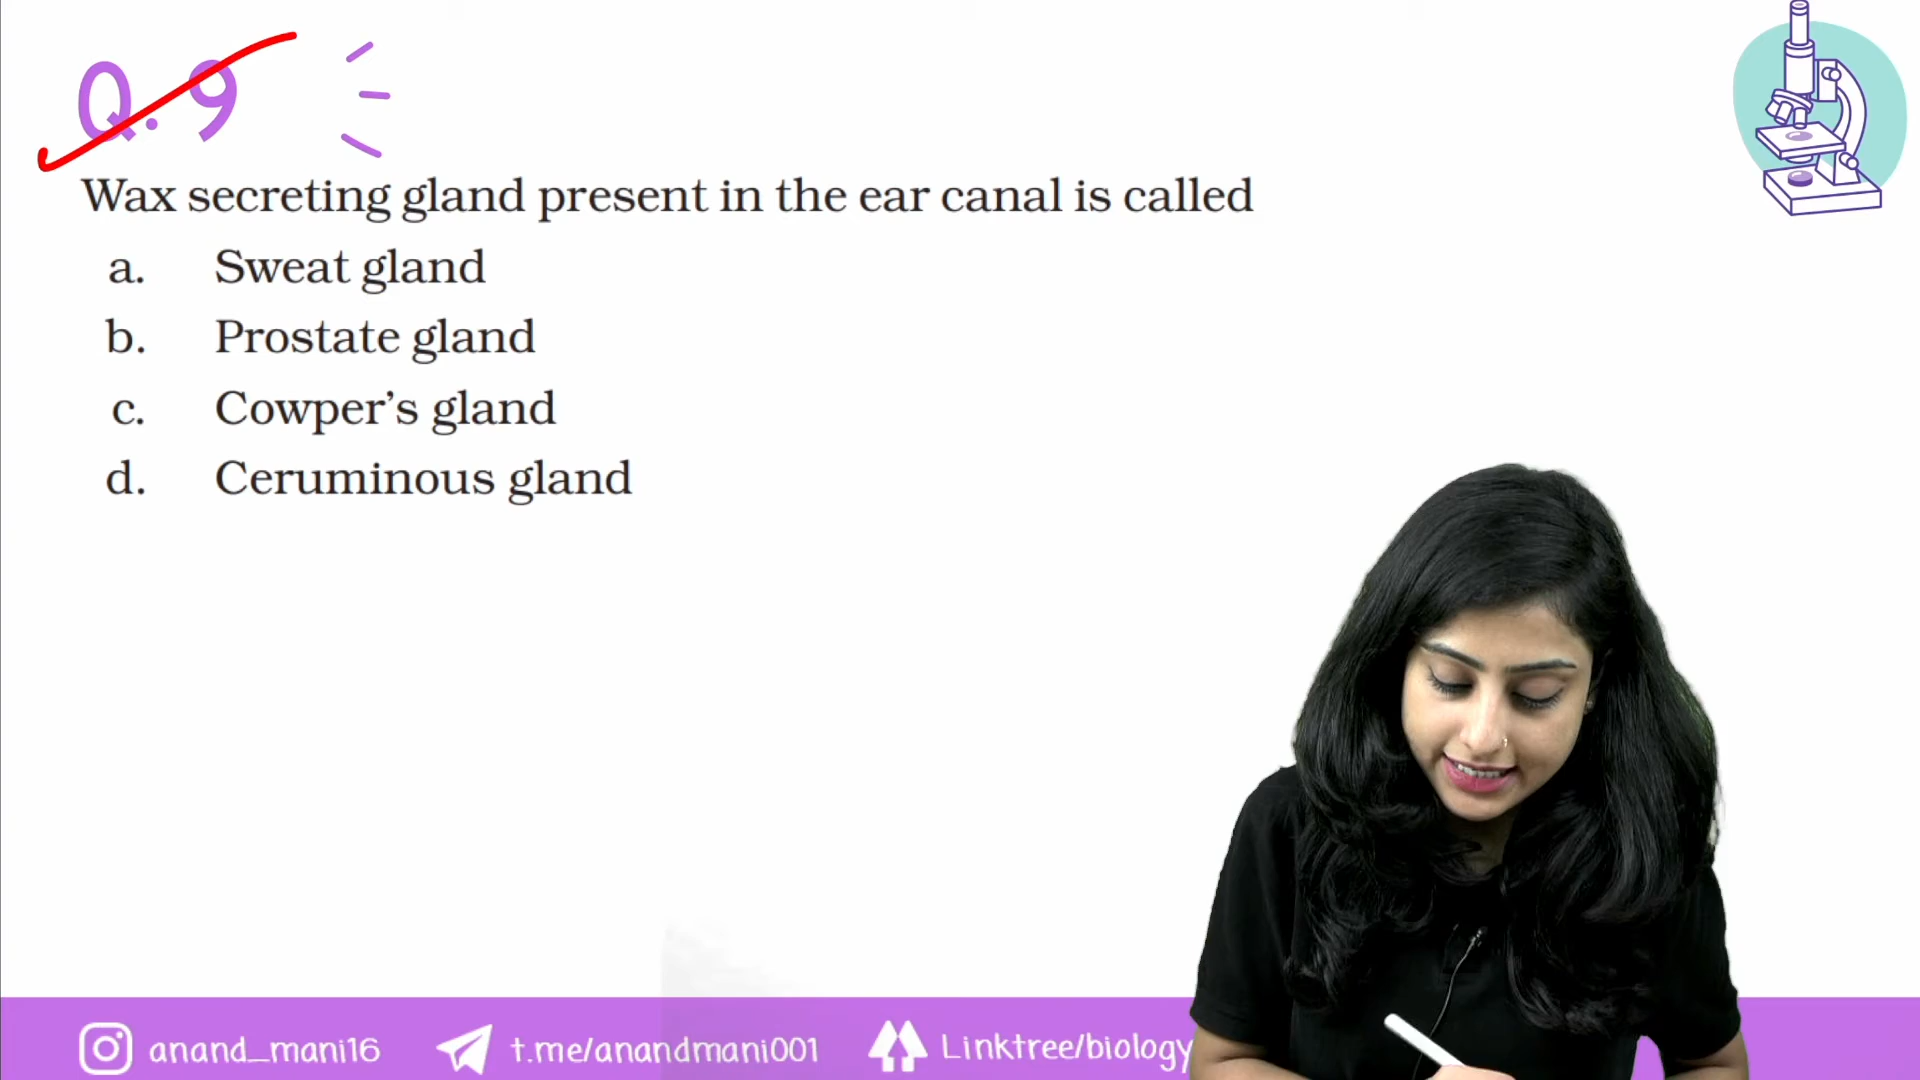 Q. 9
Wax secreting gland present in the ear canal is called
a. Sweat gland
b. Prostate gland
c. Cowper’s gland
d. Ceruminous gland
anand_mani16 t.me/anandmani001 Linktree/biology